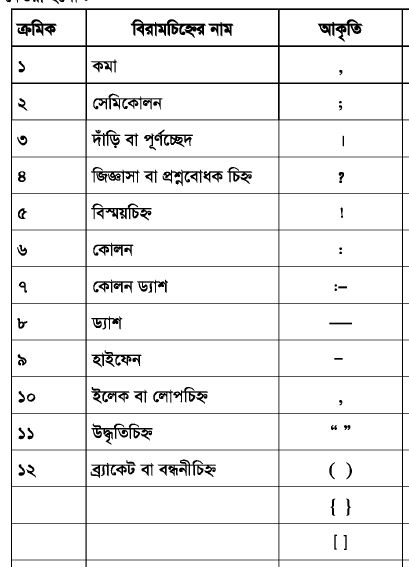 ক্রমিক বিরামচিহ্নের নাম আকৃতি
১ কমা ,
২ সেমিকোলন ;
৩ দাঁড়ি বা পূর্ণচ্ছেদ ।
৪ জিজ্ঞাসা বা প্রশ্নবোধক চিহ্ন ?
৫ বিস্ময়চিহ্ন !
৬ কোলন :
৭ কোলন ড্যাশ :–
৮ ড্যাশ —
৯ হাইফেন -
১০ ইলেক বা লোপচিহ্ন ,
১১ উদ্ধৃতিচিহ্ন “ ”
১২ ব্র্যাকেট বা বন্ধনীচিহ্ন ( )
{ }
[ ]